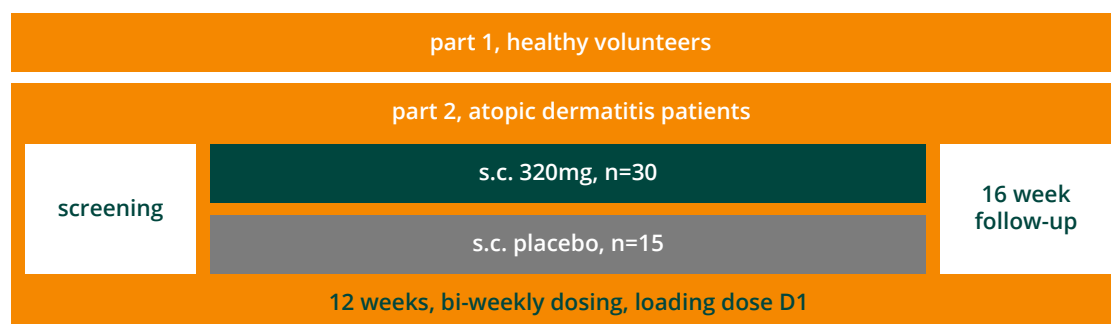 part 1, healthy volunteers
part 2, atopic dermatitis patients
s.c. 320mg, n=30
screening
16 week
follow-up
s.c. placebo, n=15
12 weeks, bi-weekly dosing, loading dose D1